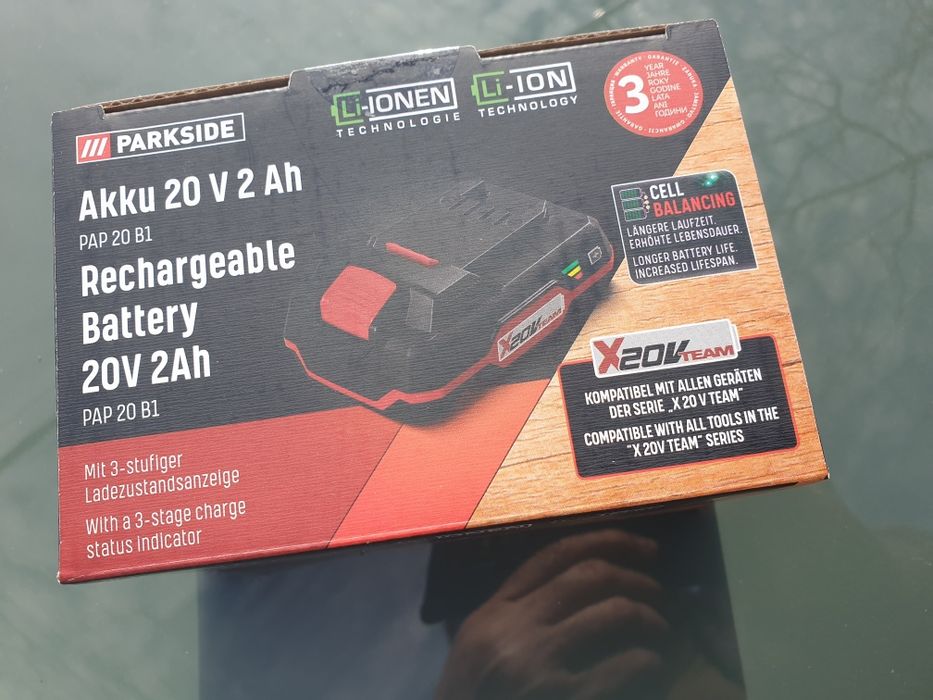 PARKSIDE
Li-IONEN
TECHNOLOGIE
Li-ION
TECHNOLOGY
3
YEAR
JAHRE
ROKY
GODINE
LATA
ANI
ГОДИНИ
Akku 20 V 2 Ah
PAP 20 B1
Rechargeable
Battery
20V 2Ah
PAP 20 B1
Mit 3-stufiger
Ladezustandsanzeige
With a 3-stage charge
status indicator
X20VTEAM
CELL
BALANCING
LÄNGERE LAUFZEIT.
ERHÖHTE LEBENSDAUER.
LONGER BATTERY LIFE.
INCREASED LIFESPAN.
X20VTEAM
KOMPATIBEL MIT ALLEN GERÄTEN
DER SERIE „X 20 V TEAM“
COMPATIBLE WITH ALL TOOLS IN THE
“X 20V TEAM” SERIES